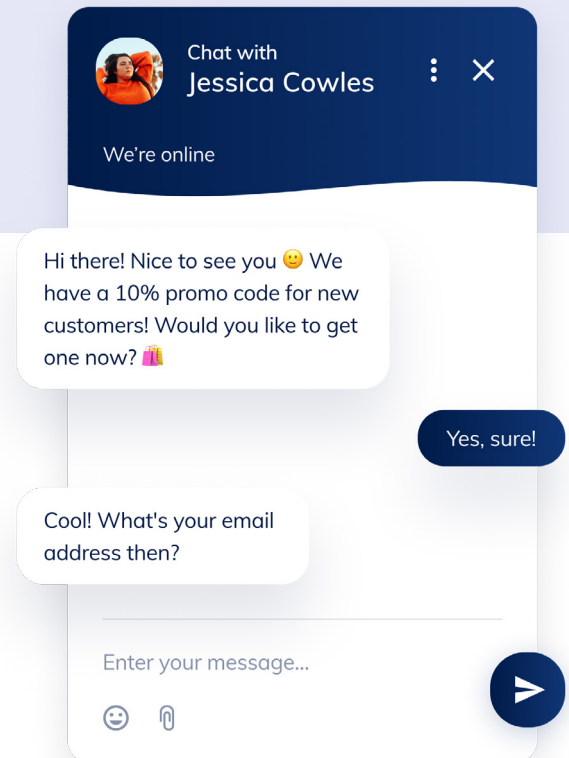 Chat with
Jessica Cowles
We’re online
Hi there! Nice to see you 🙂 We
have a 10% promo code for new
customers! Would you like to get
one now? 🛍️
Yes, sure!
Cool! What's your email
address then?
Enter your message...